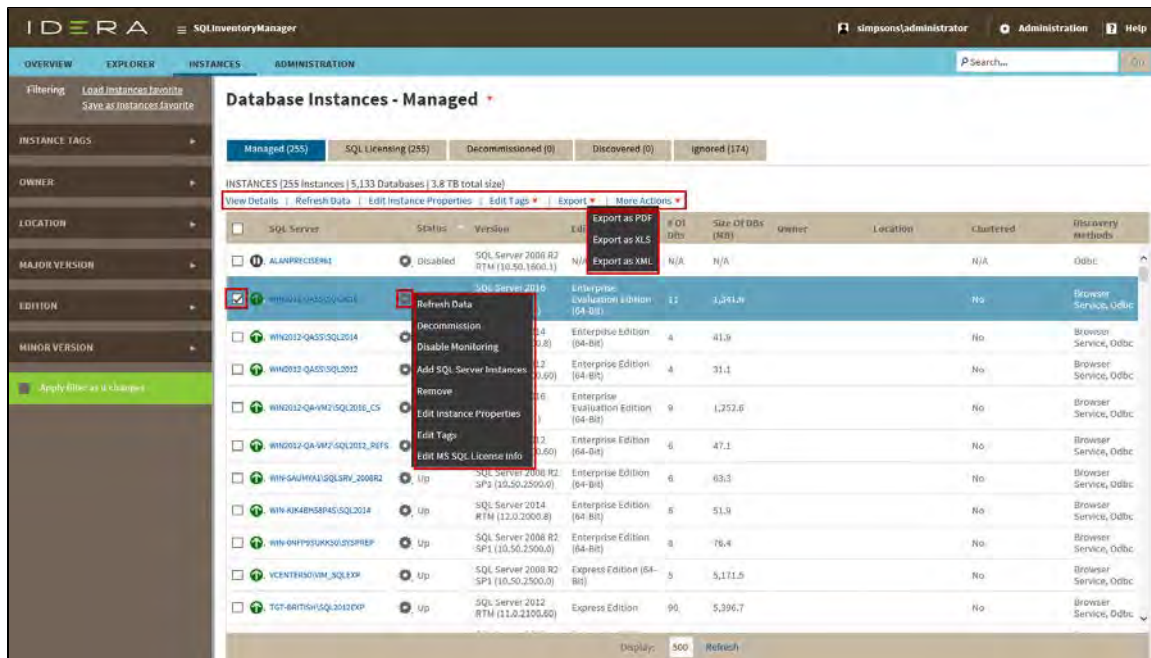 IDERA ≡ SQLInventoryManager simpsons\administrator Administration ? Help
OVERVIEW EXPLORER INSTANCES ADMINISTRATION Search...
Filtering Load instances favorite
Save as instances favorite
INSTANCE TAGS
OWNER
LOCATION
MAJOR VERSION
EDITION
MINOR VERSION
Apply filter as it changes
Database Instances - Managed
Managed (255) SQL Licensing (255) Decommissioned (0) Discovered (0) Ignored (174)
INSTANCES (255 Instances | 5,133 Databases | 3.8 TB total size)
View Details | Refresh Data | Edit Instance Properties | Edit Tags | Export | More Actions
Export as PDF
Export as XLS
Export as XML
SQL Server Status Version # Of DBs Size Of DBs (MB) Owner Location Clustered Discovery Methods
ALANPRECISE961 Disabled SQL Server 2008 R2 RTM (10.50.1600.1) N/A N/A N/A Odbc
SQL Server 2016 Enterprise Evaluation Edition (64-Bit) 11 No Browser Service, Odbc
Refresh Data
Decommission
Disable Monitoring
Add SQL Server Instances
Remove
Edit Instance Properties
Edit Tags
Edit MS SQL License Info
WIN2012-QASS\SQL2014 Enterprise Edition (64-Bit) 4 41.9 No Browser Service, Odbc
WIN2012-QASS\SQL2012 Enterprise Edition (64-Bit) 4 31.1 No Browser Service, Odbc
WIN2012-QA-VM2\SQL2016_CS Enterprise Evaluation Edition (64-Bit) 9 1,252.6 No Browser Service, Odbc
Enterprise Edition (64-Bit) 6 47.1 No Browser Service, Odbc
Up SQL Server 2008 R2 SP1 (10.50.2500.0) Enterprise Edition (64-Bit) 6 63.3 No Browser Service, Odbc
Up SQL Server 2014 RTM (12.0.2000.8) Enterprise Edition (64-Bit) 51.9 No Browser Service, Odbc
Up SQL Server 2008 R2 SP1 (10.50.2500.0) Enterprise Edition (64-Bit) 76.4 No Browser Service, Odbc
VCENTER50\VIM_SQLEXP Up SQL Server 2008 R2 SP1 (10.50.2500.0) Express Edition (64-Bit) 5 5,171.5 No Browser Service, Odbc
TGT-BRITISH\SQL2012EXP Up SQL Server 2012 RTM (11.0.2100.60) Express Edition 90 5,396.7 No Browser Service, Odbc
Display: 500 Refresh